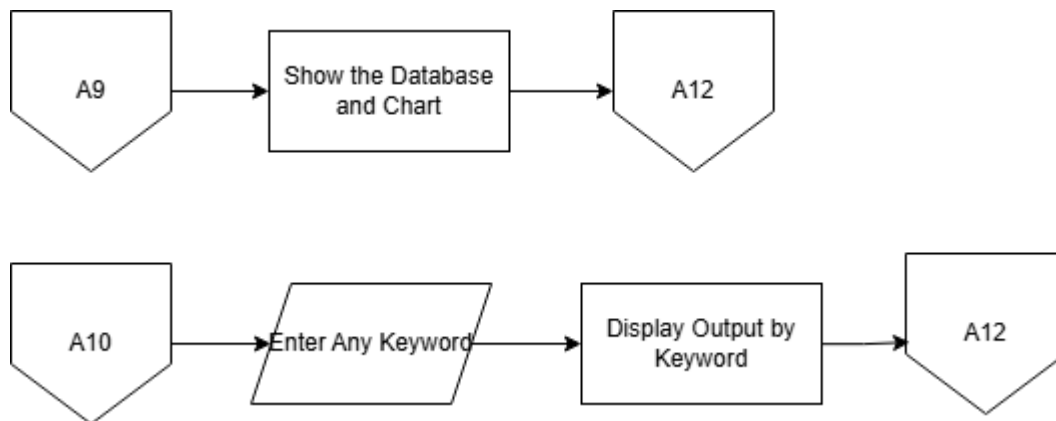 A9
Show the Database
and Chart
A12
A10
Enter Any Keyword
Display Output by
Keyword
A12